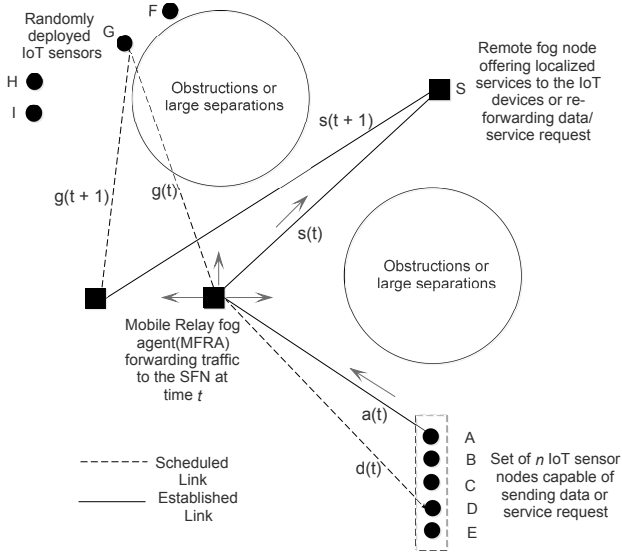 Randomly
deployed
IoT sensors
F
G
H
I
Obstructions or
large separations
S
Remote fog node
offering localized
services to the IoT
devices or re-
forwarding data/
service request
s(t + 1)
g(t + 1)
g(t)
s(t)
Obstructions or
large separations
Mobile Relay fog
agent(MFRA)
forwarding traffic
to the SFN at
time t
a(t)
d(t)
A
B
C
D
E
Set of n IoT sensor
nodes capable of
sending data or
service request
Scheduled
Link
Established
Link